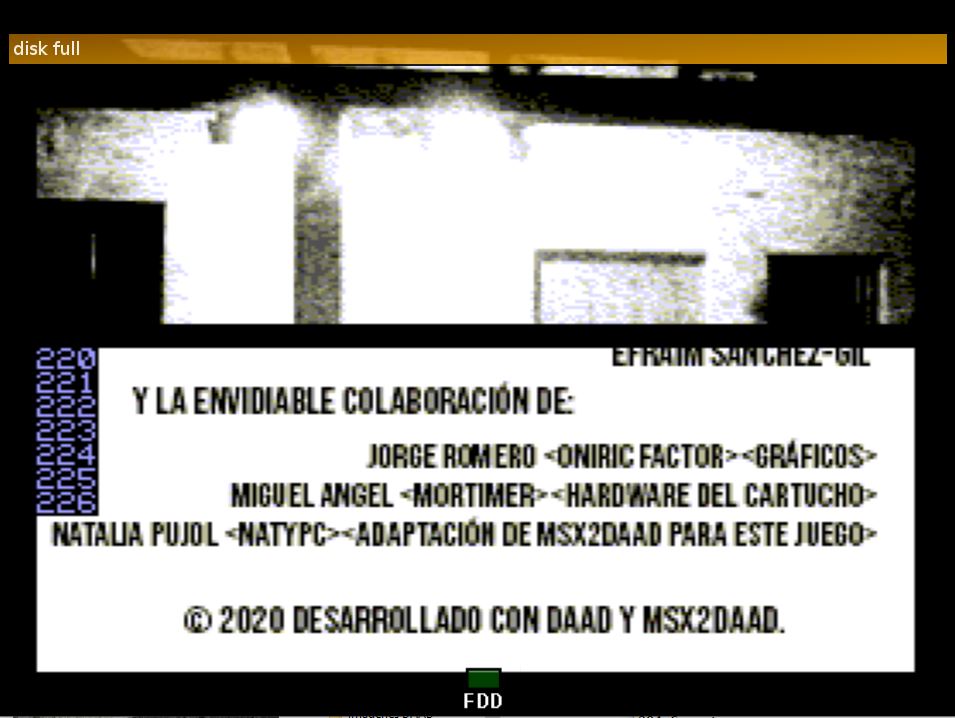 disk full
220
221
222
223
224
225
226
EFRAIM SANCHEZ-GIL
Y LA ENVIDIABLE COLABORACIÓN DE:
JORGE ROMERO <ONIRIC FACTOR><GRÁFICOS>
MIGUEL ANGEL <MORTIMER><HARDWARE DEL CARTUCHO>
NATALIA PUJOL <NATYPC><ADAPTACIÓN DE MSX2DAAD PARA ESTE JUEGO>
© 2020 DESARROLLADO CON DAAD Y MSX2DAAD.
FDD